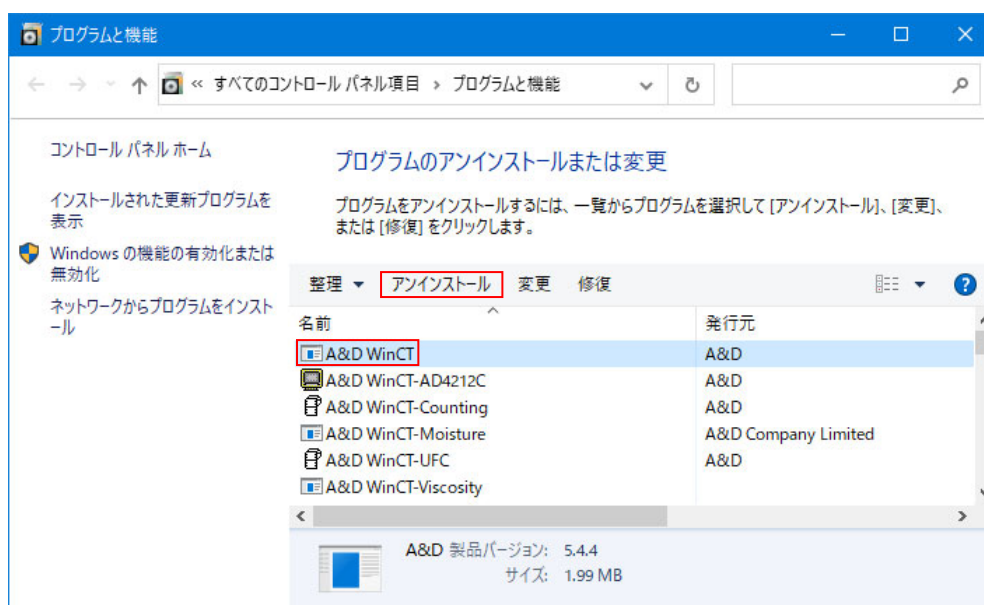 プログラムと機能
« すべてのコントロール パネル項目 › プログラムと機能
コントロール パネル ホーム
インストールされた更新プログラムを
表示
Windows の機能の有効化または
無効化
ネットワークからプログラムをインスト
ール
プログラムのアンインストールまたは変更
プログラムをアンインストールするには、一覧からプログラムを選択して [アンインストール]、[変更]、
または [修復] をクリックします。
整理 アンインストール 変更 修復
名前 発行元
A&D WinCT A&D
A&D WinCT-AD4212C A&D
A&D WinCT-Counting A&D
A&D WinCT-Moisture A&D Company Limited
A&D WinCT-UFC A&D
A&D WinCT-Viscosity
A&D 製品バージョン: 5.4.4
サイズ: 1.99 MB